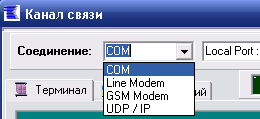 Канал связи
Соединение: COM Local Port :
COM
Терминал
Line Modem
GSM Modem
UDP / IP